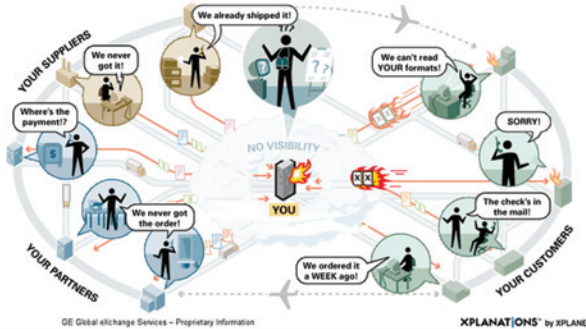 We already shipped it!
We never
got it!
YOUR SUPPLIERS
? ?
?
We can't read
YOUR formats!
Where's the
payment!?
$
SORRY!
NO VISIBILITY
X X
YOU
We never got
the order!
The check's in
the mail!
YOUR PARTNERS
We ordered it
a WEEK ago!
YOUR CUSTOMERS
GE Global eXchange Services – Proprietary Information
XPLANATiONS™ by XPLANE